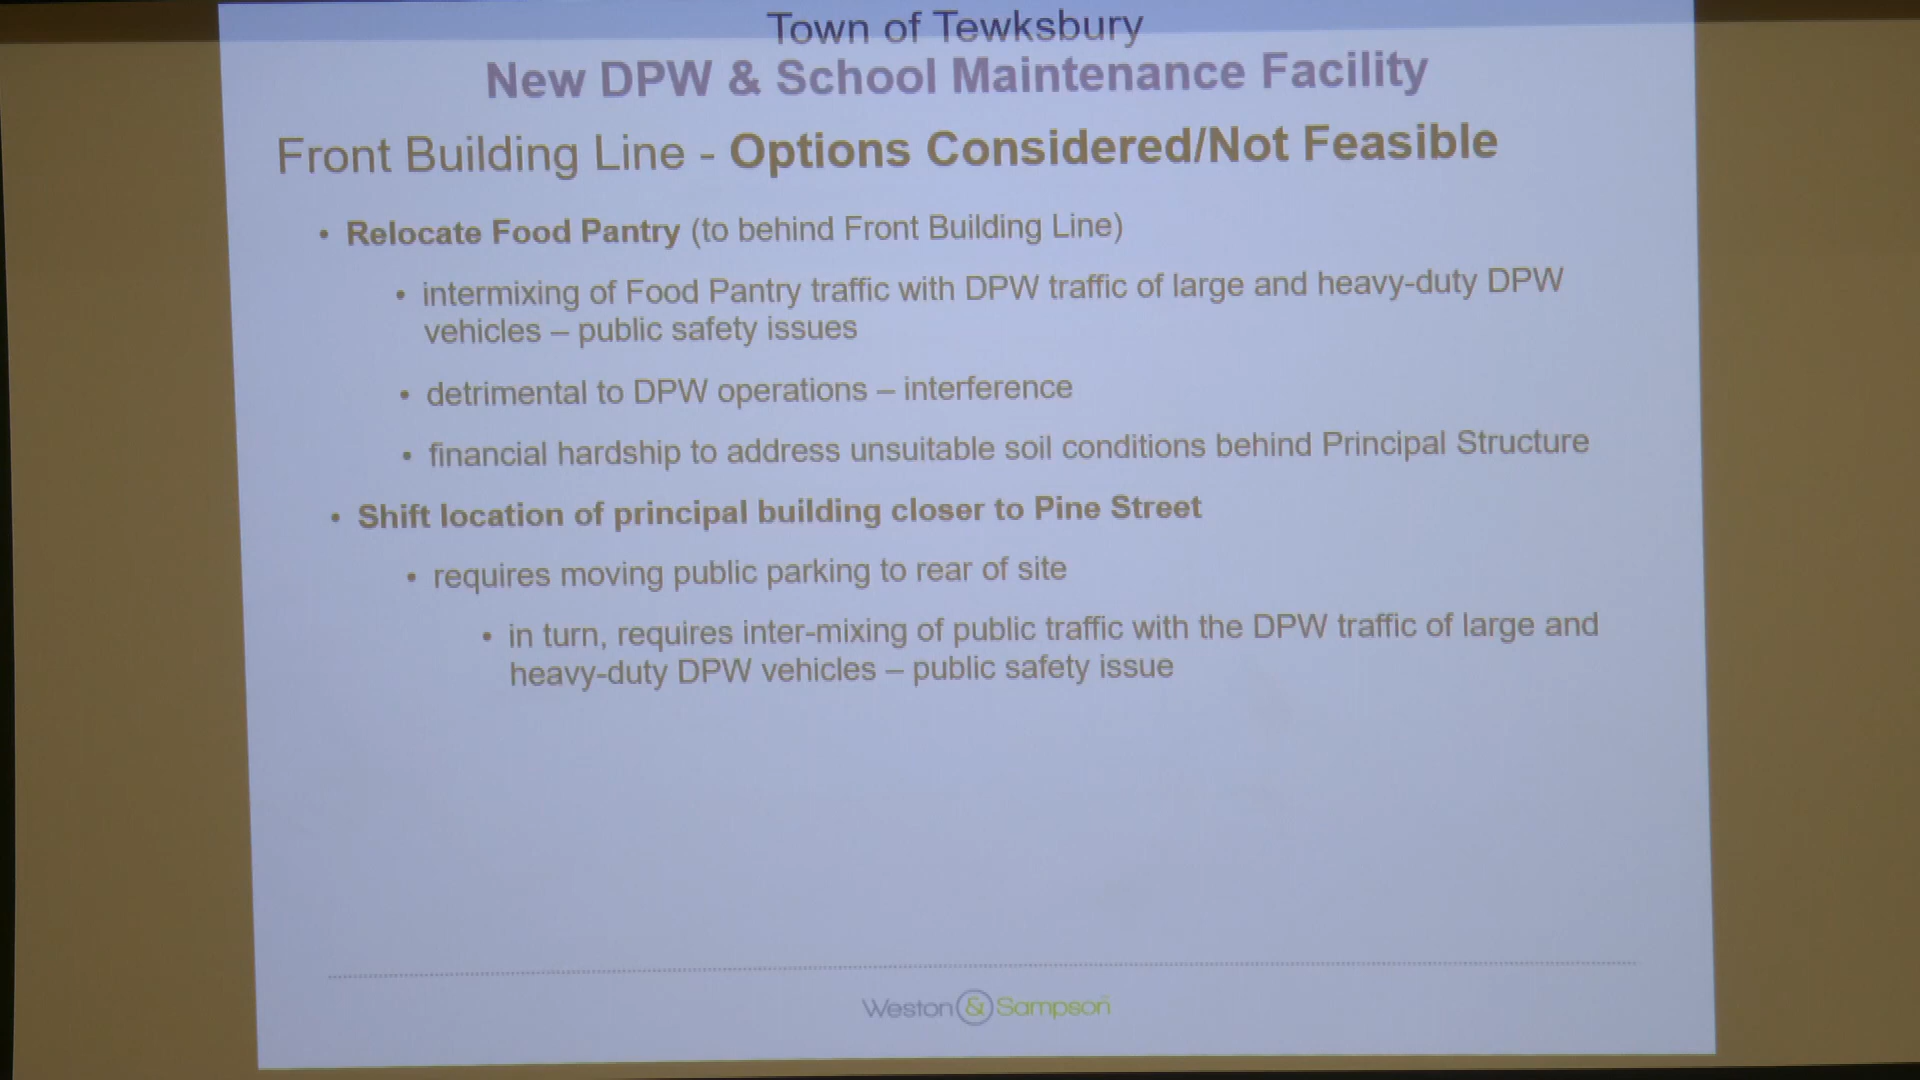 Town of Tewksbury
New DPW & School Maintenance Facility
Front Building Line - Options Considered/Not Feasible
• Relocate Food Pantry (to behind Front Building Line)
• intermixing of Food Pantry traffic with DPW traffic of large and heavy-duty DPW
vehicles – public safety issues
• detrimental to DPW operations – interference
• financial hardship to address unsuitable soil conditions behind Principal Structure
• Shift location of principal building closer to Pine Street
• requires moving public parking to rear of site
• in turn, requires inter-mixing of public traffic with the DPW traffic of large and
heavy-duty DPW vehicles – public safety issue
Weston & Sampson